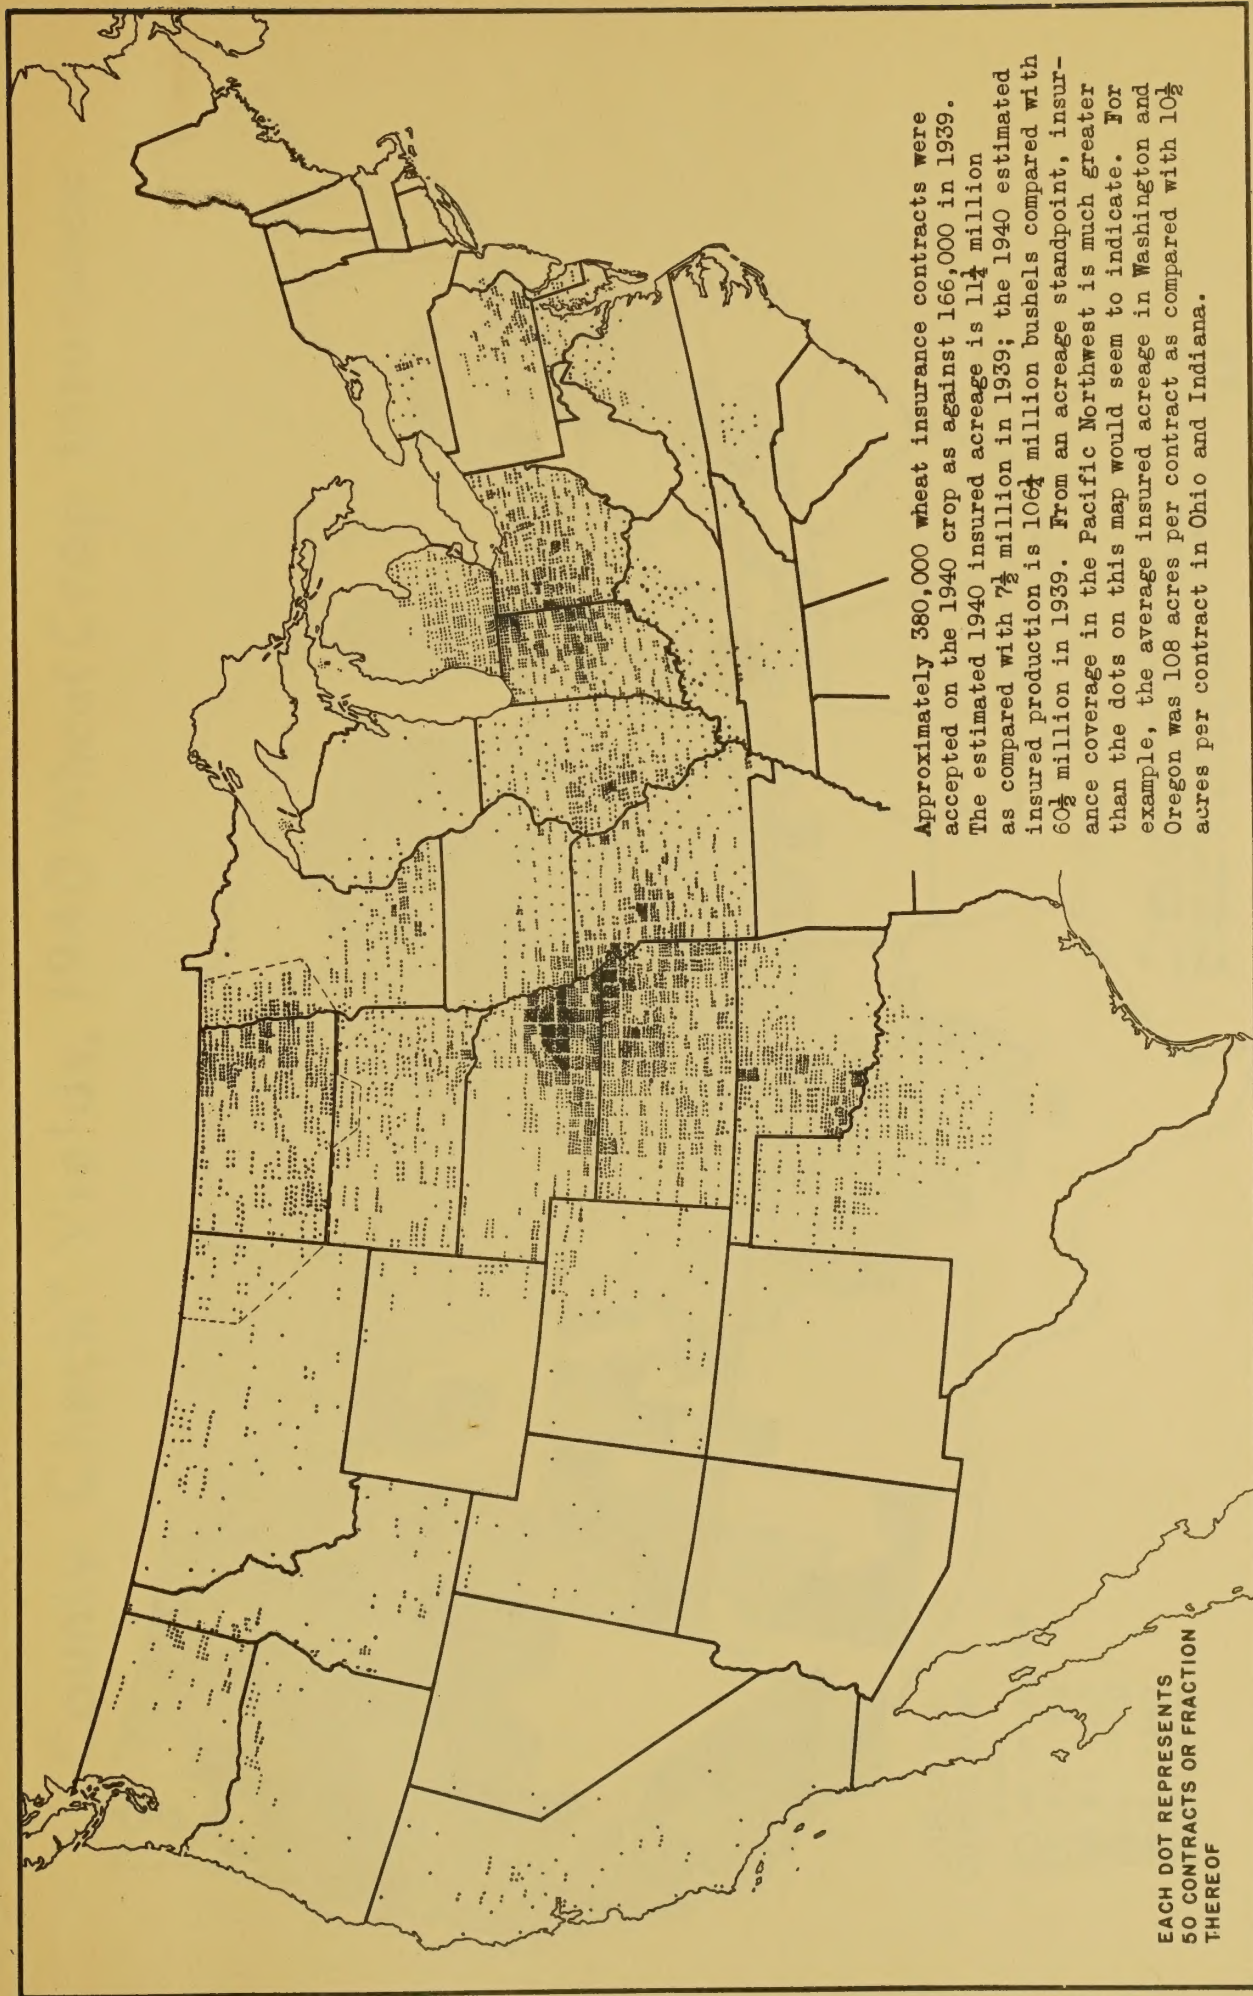 Approximately 380,000 wheat insurance contracts were
accepted on the 1940 crop as against 166,000 in 1939.
The estimated 1940 insured acreage is 11¼ million
as compared with 7½ million in 1939; the 1940 estimated
insured production is 106¼ million bushels compared with
60½ million in 1939. From an acreage standpoint, insur-
ance coverage in the Pacific Northwest is much greater
than the dots on this map would seem to indicate. For
example, the average insured acreage in Washington and
Oregon was 108 acres per contract as compared with 10½
acres per contract in Ohio and Indiana.
EACH DOT REPRESENTS
50 CONTRACTS OR FRACTION
THEREOF